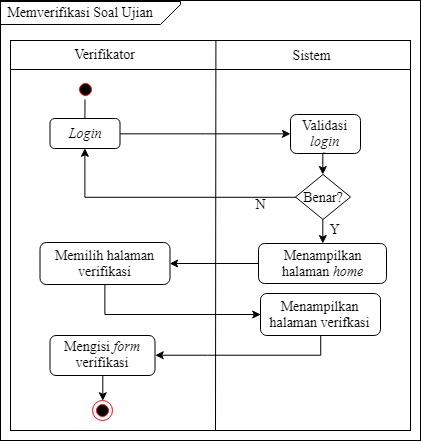 Memverifikasi Soal Ujian
Verifikator
Sistem
Login
Validasi
login
Benar?
N
Y
Menampilkan
halaman home
Memilih halaman
verifikasi
Menampilkan
halaman verifkasi
Mengisi form
verifikasi